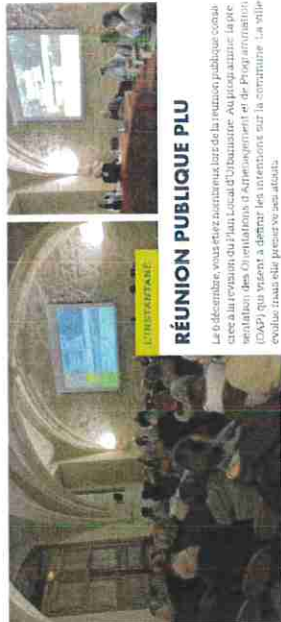 L'INSTANTANÉ
RÉUNION PUBLIQUE PLU
Le 6 décembre, vous étiez nombreux lors de la réunion publique consa-
crée à la révision du Plan Local d'Urbanisme. Au programme: la pré-
sentation des Orientations d'Aménagement et de Programmation
(OAP) qui visent à définir les intentions sur la commune. La ville
évolue mais elle préserve ses atouts.